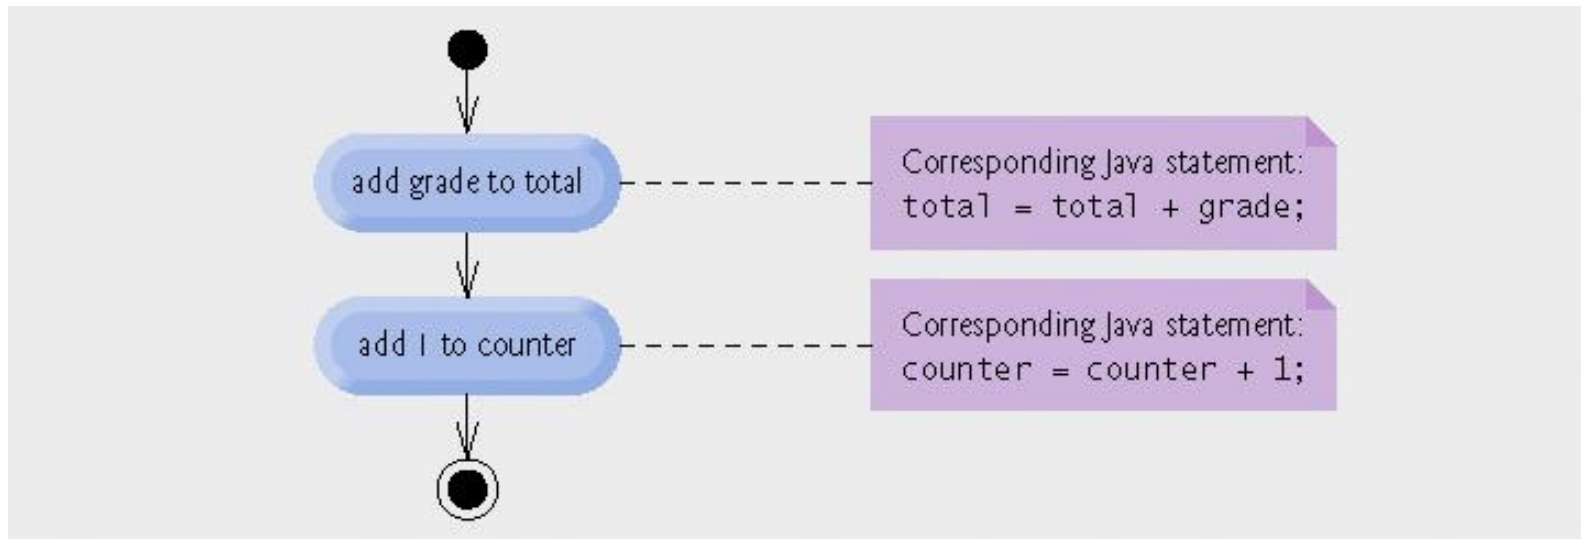 add grade to total
Corresponding Java statement:
total = total + grade;
add 1 to counter
Corresponding Java statement:
counter = counter + 1;